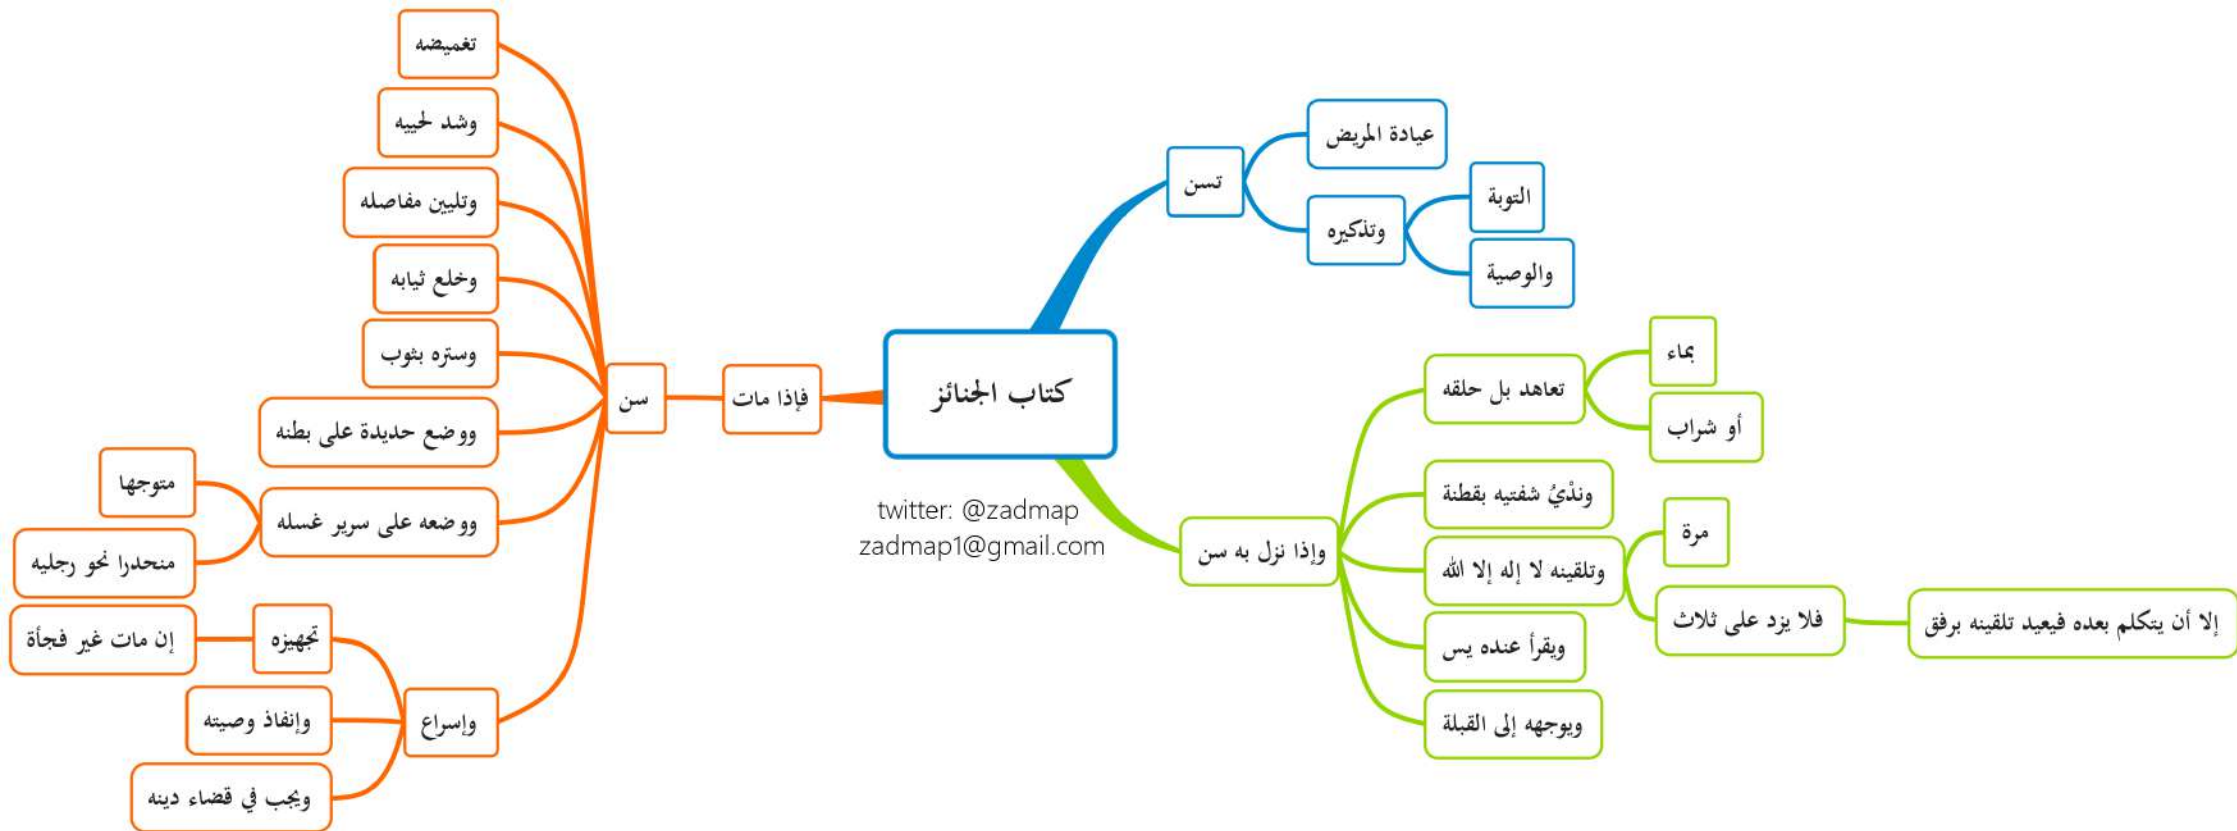 كتاب الجنائز
twitter: @zadmap
zadmap1@gmail.com
تسن
عيادة المريض
وتذكيره
التوبة
والوصية
وإذا نزل به سن
تعاهد بل حلقه
بماء
أو شراب
وندْيُ شفتيه بقطنة
وتلقينه لا إله إلا الله
مرة
فلا يزد على ثلاث
إلا أن يتكلم بعده فيعيد تلقينه برفق
ويقرأ عنده يس
ويوجهه إلى القبلة
فإذا مات
سن
تغميضه
وشد لحييه
وتليين مفاصله
وخلع ثيابه
وستره بثوب
ووضع حديدة على بطنه
ووضعه على سرير غسله
متوجها
منحدرا نحو رجليه
وإسراع
تجهيزه
إن مات غير فجأة
وإنفاذ وصيته
ويجب في قضاء دينه